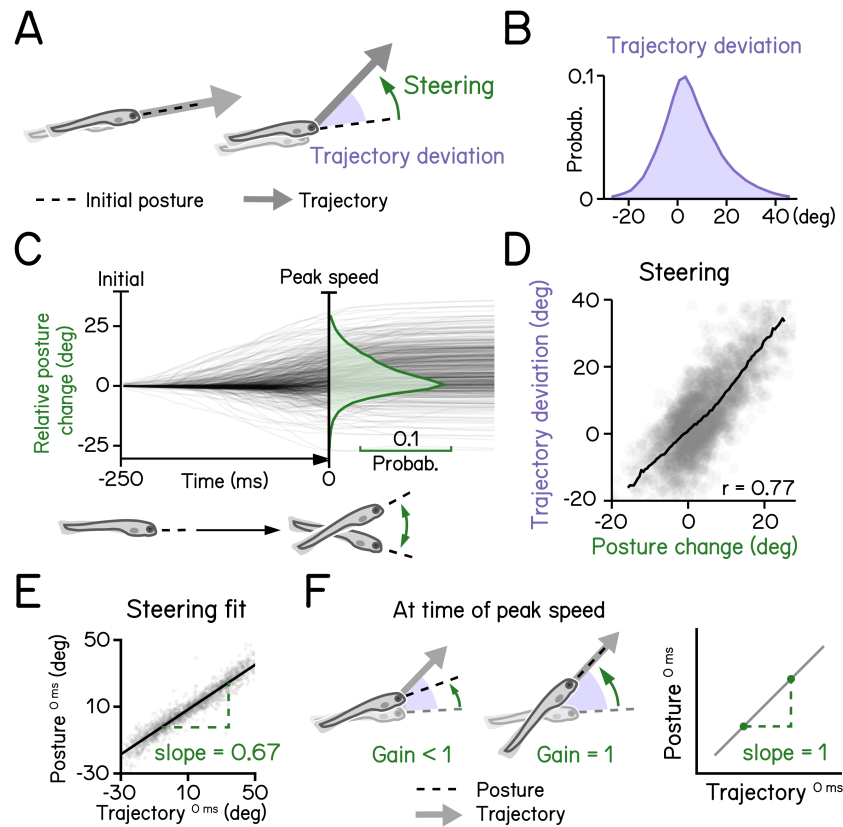 A
Steering
Trajectory deviation
Initial posture
Trajectory
B
Trajectory deviation
Probab.
0.1
0
-20 0 20 40 (deg)
C
Initial
Peak speed
Relative posture
change (deg)
25
0
-25
0.1
Probab.
-250
Time (ms)
0
D
Steering
Trajectory deviation (deg)
40
20
0
-20
r = 0.77
-20 0 20
Posture change (deg)
E
Steering fit
Posture 0 ms (deg)
50
10
-30
slope = 0.67
-30 10 50
Trajectory 0 ms (deg)
F
At time of peak speed
Gain < 1
Gain = 1
Posture
Trajectory
Posture 0 ms
slope = 1
Trajectory 0 ms